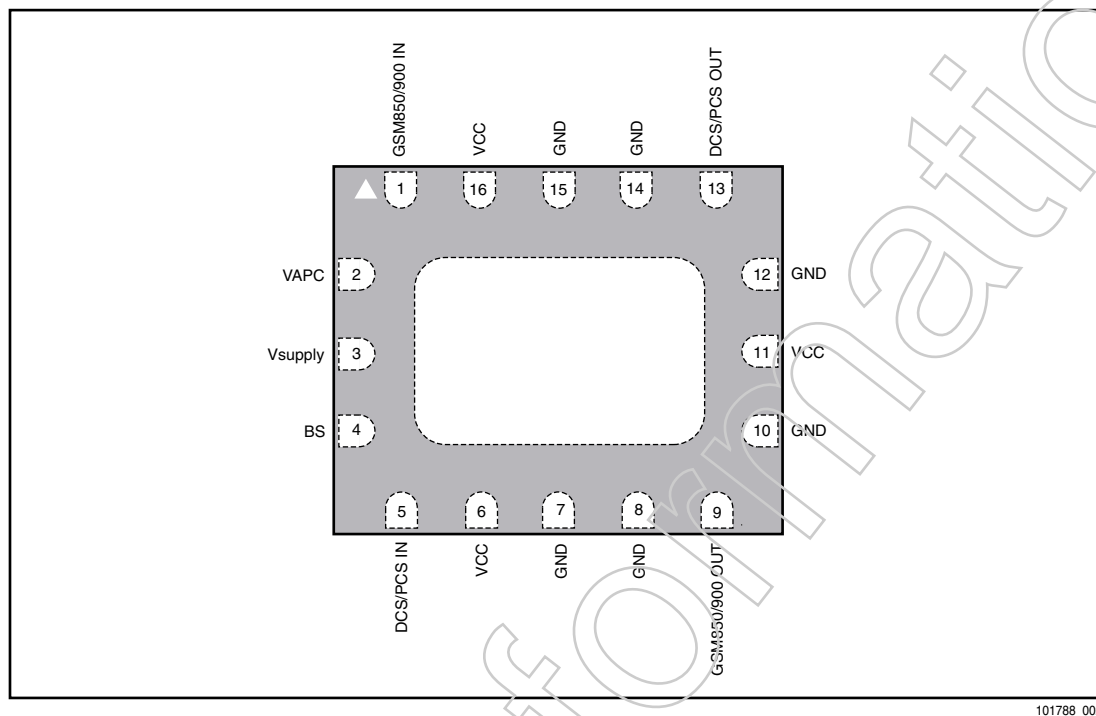 GSM850/900 IN
VCC
GND
GND
DCS/PCS OUT
1
16
15
14
13
VAPC
2
12
GND
Vsupply
3
11
VCC
BS
4
10
GND
5
6
7
8
9
DCS/PCS IN
VCC
GND
GND
GSM850/900 OUT
101788 00